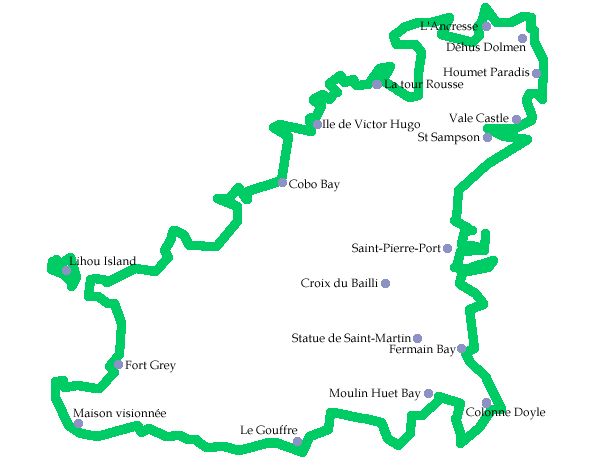 L'Ancresse
Déhus Dolmen
Houmet Paradis
La tour Rousse
Vale Castle
Ile de Victor Hugo
St Sampson
Cobo Bay
Saint-Pierre-Port
Lihou Island
Croix du Bailli
Statue de Saint-Martin
Fermain Bay
Fort Grey
Moulin Huet Bay
Colonne Doyle
Maison visionnée
Le Gouffre